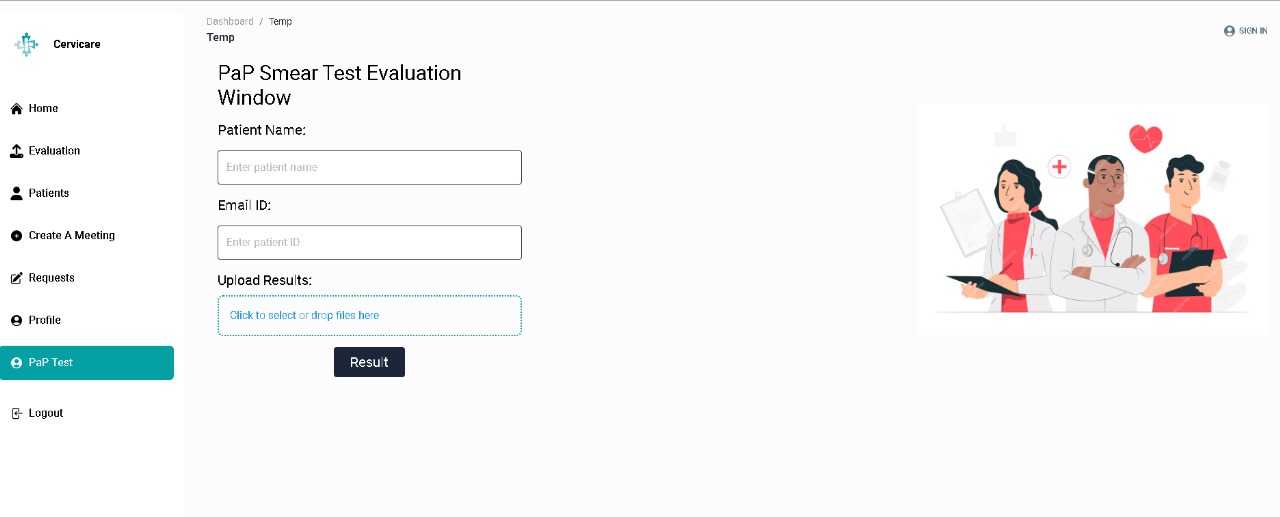 Cervicare
Home
Evaluation
Patients
Create A Meeting
Requests
Profile
PaP Test
Logout
Dashboard / Temp
Temp
SIGN IN
PaP Smear Test Evaluation
Window
Patient Name:
Enter patient name
Email ID:
Enter patient ID
Upload Results:
Click to select or drop files here
Result